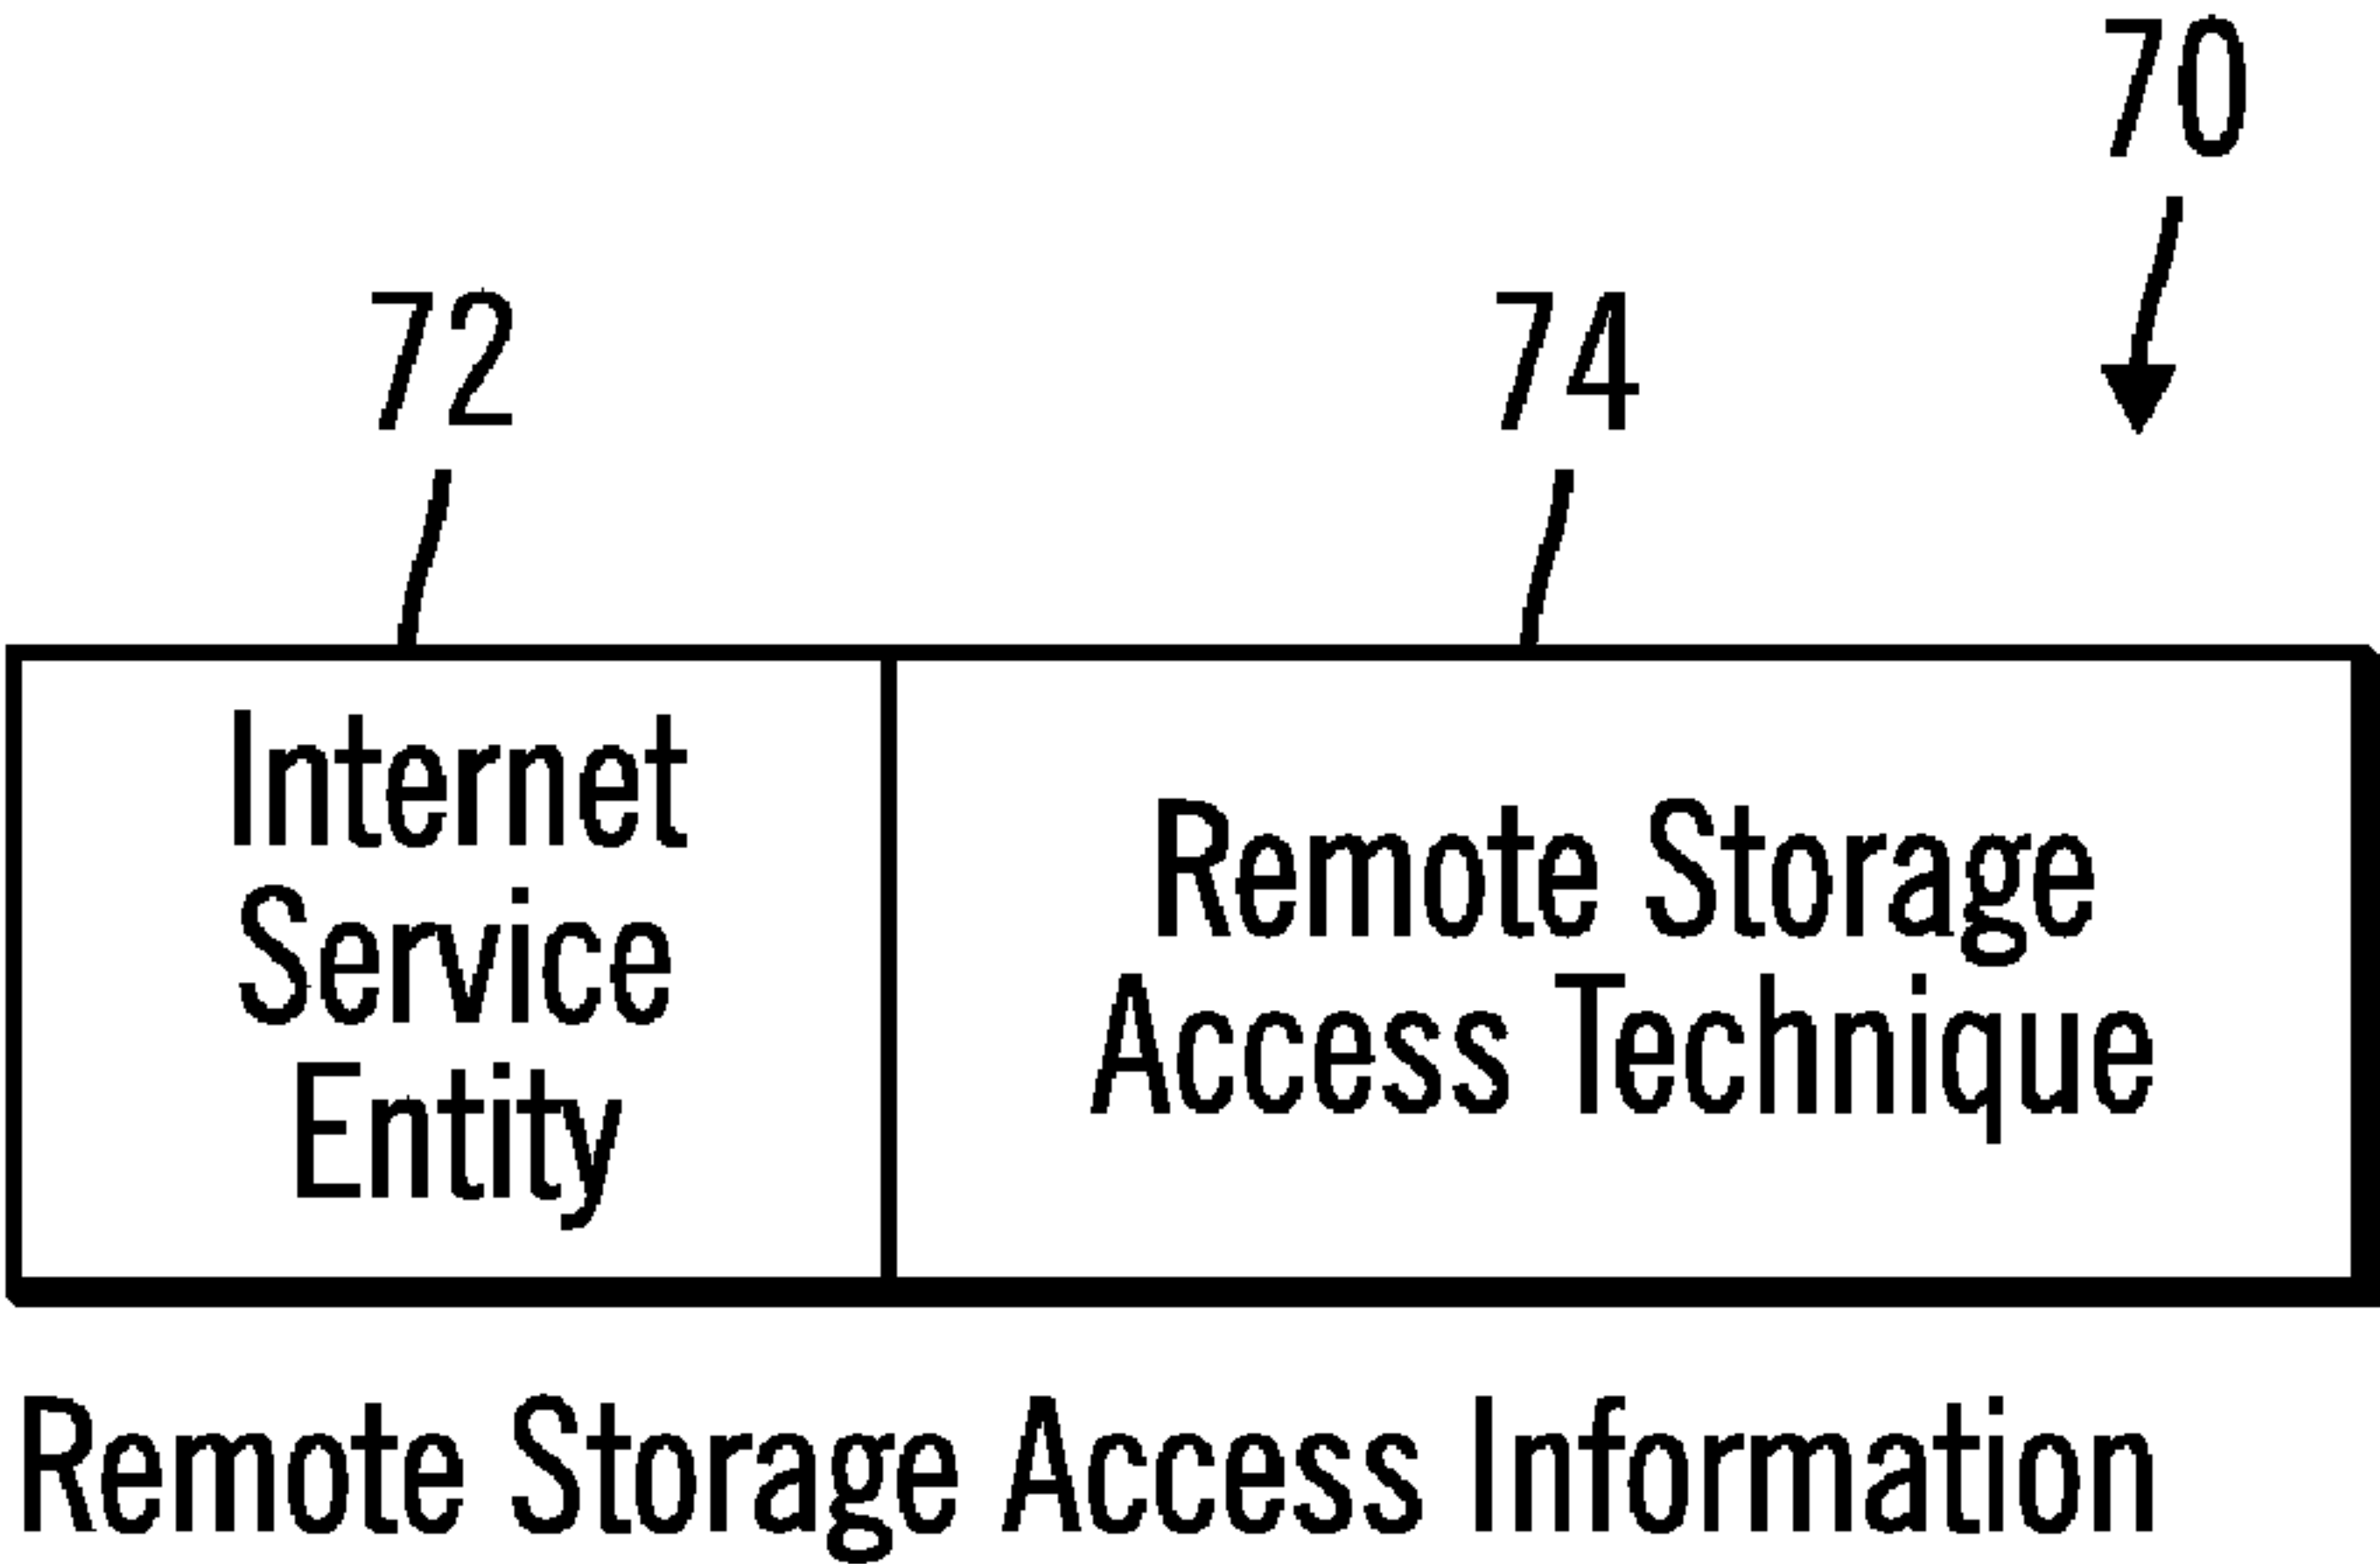 70
72
74
Internet
Service
Entity
Remote Storage
Access Technique
Remote Storage Access Information